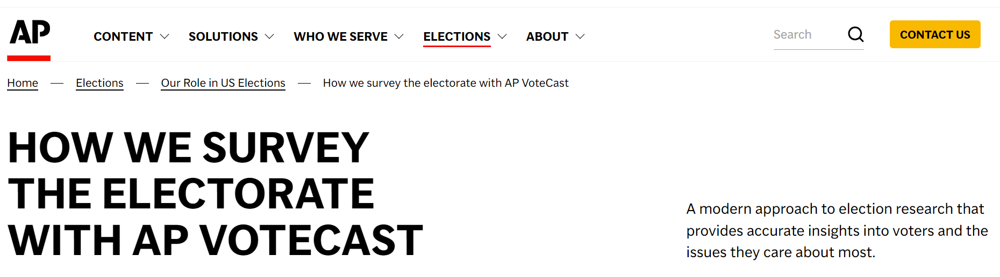 AP
CONTENT SOLUTIONS WHO WE SERVE ELECTIONS ABOUT Search CONTACT US
Home — Elections — Our Role in US Elections — How we survey the electorate with AP VoteCast
HOW WE SURVEY
THE ELECTORATE
WITH AP VOTECAST
A modern approach to election research that
provides accurate insights into voters and the
issues they care about most.